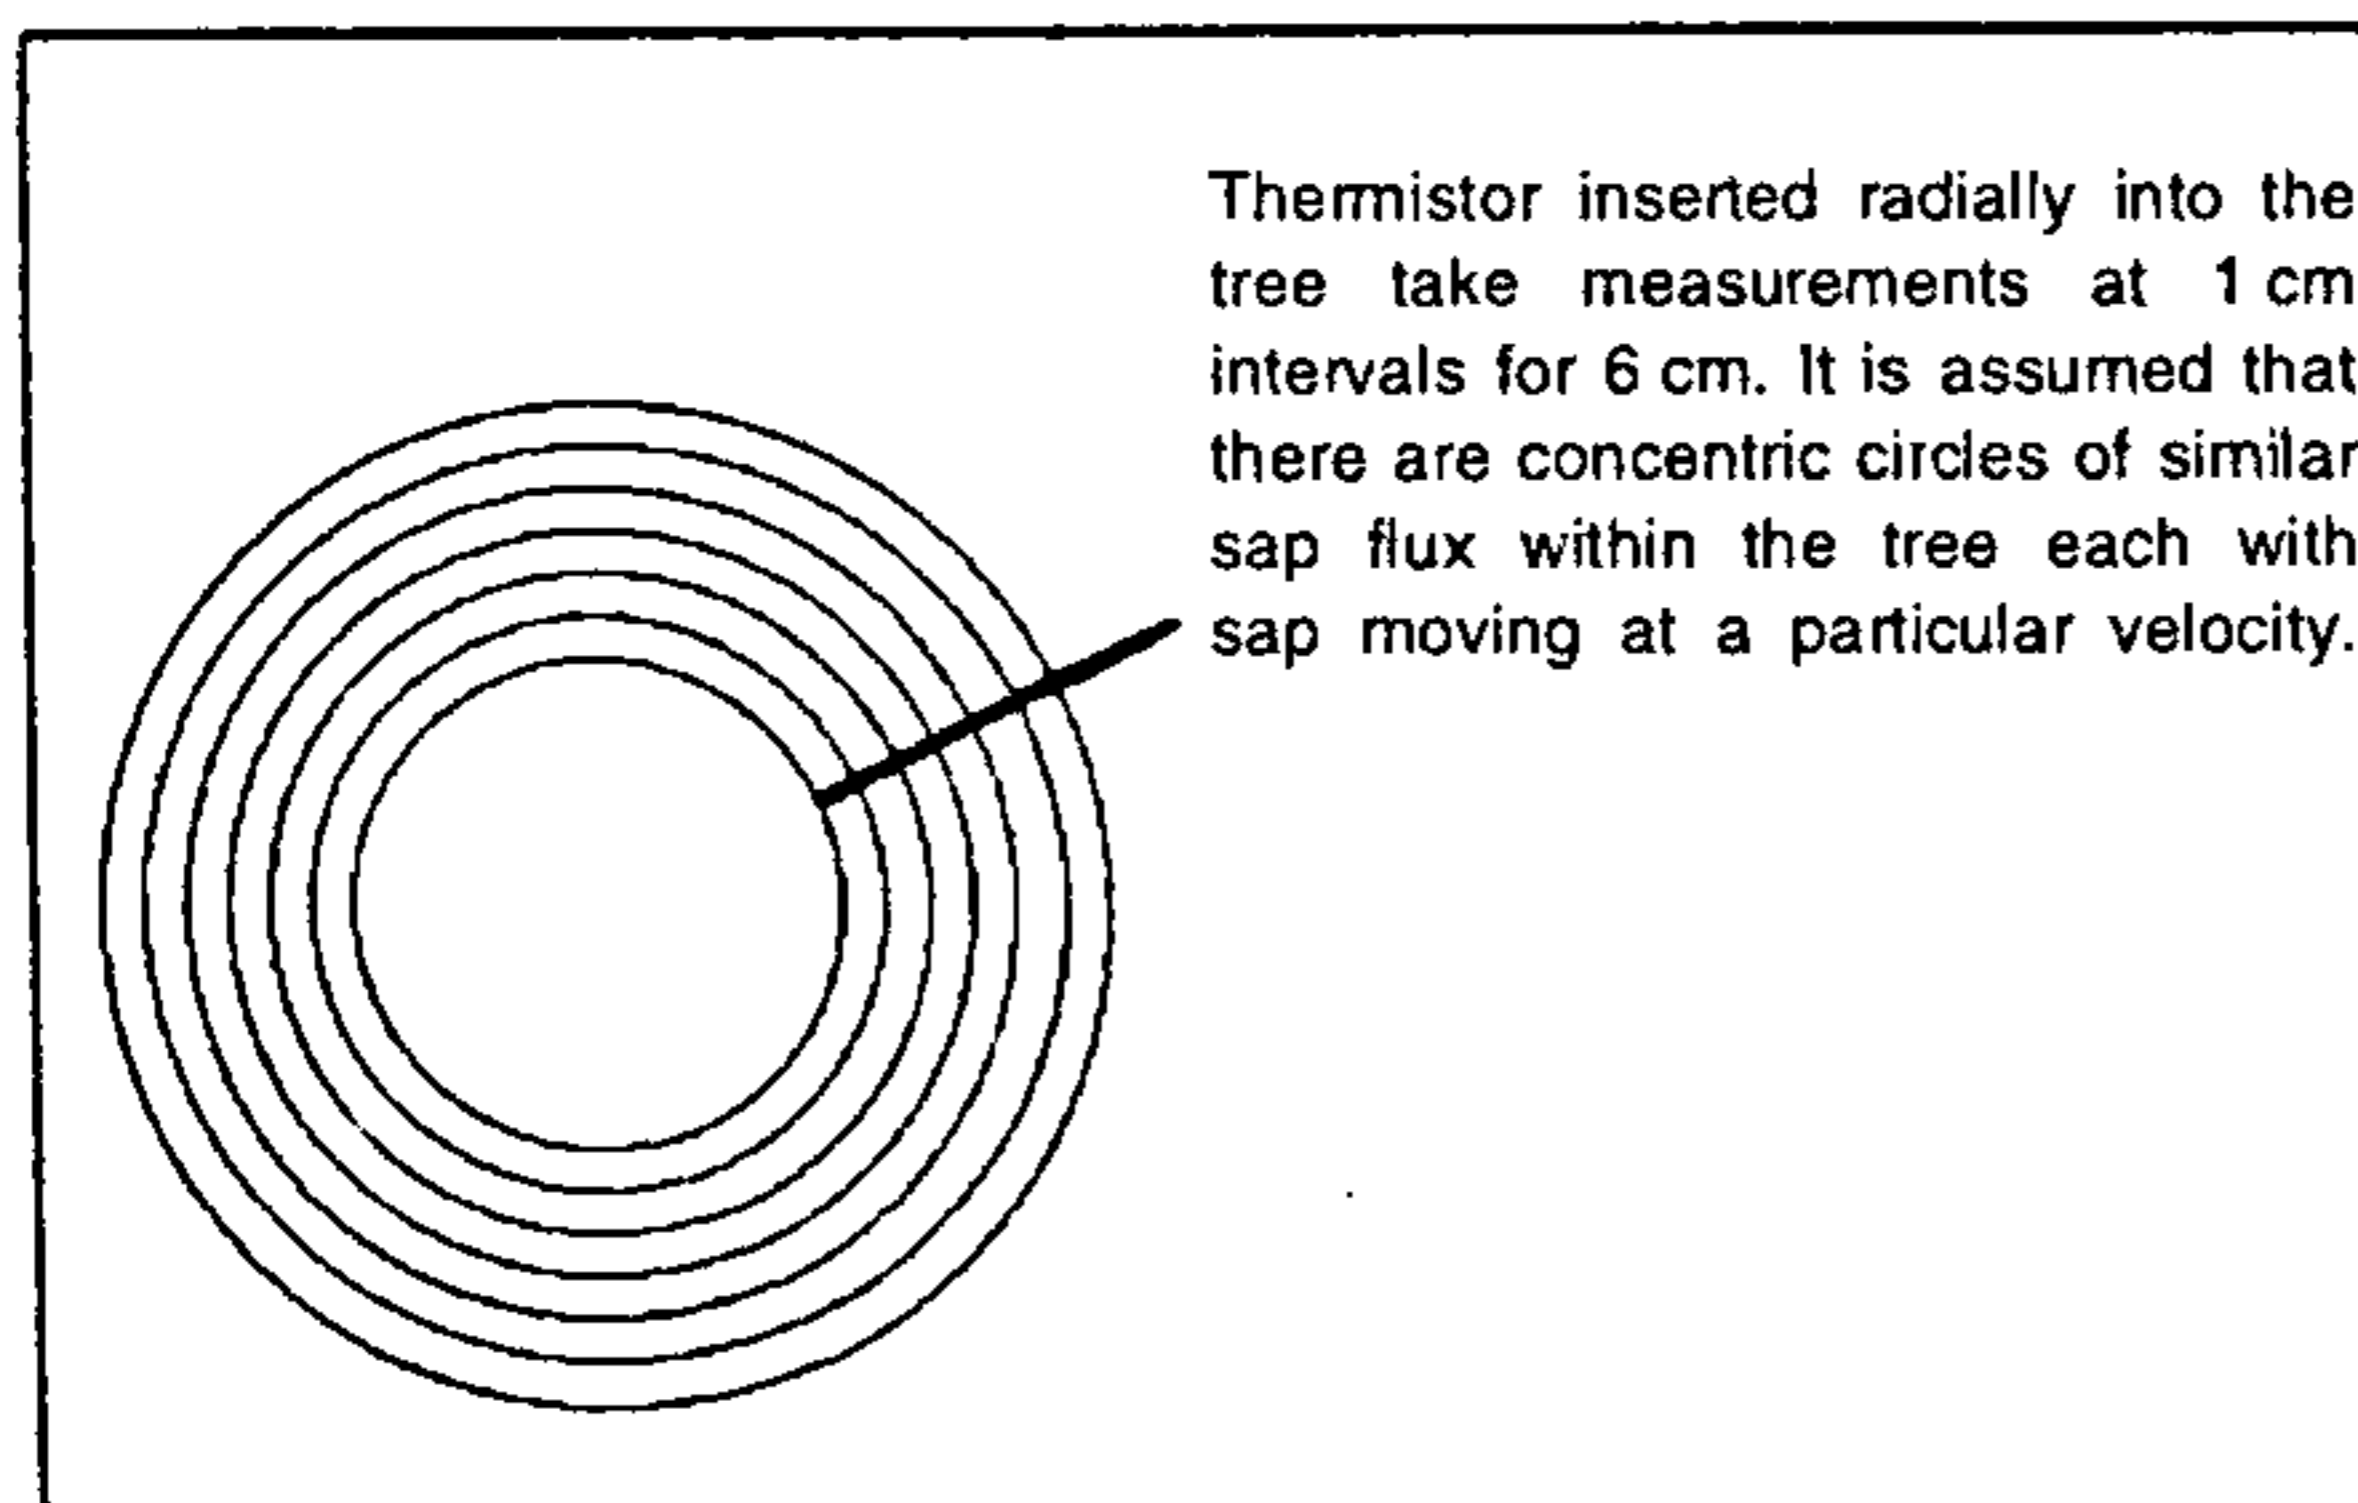 Thermistor inserted radially into the
tree take measurements at 1 cm
intervals for 6 cm. It is assumed that
there are concentric circles of similar
sap flux within the tree each with
sap moving at a particular velocity.